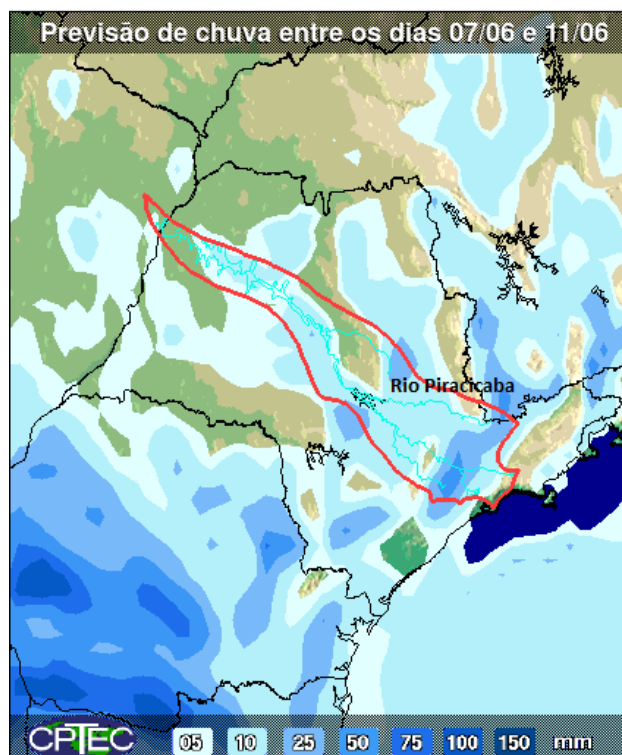 Previsão de chuva entre os dias 07/06 e 11/06
Rio Piracicaba
CPTEC 05 10 25 50 75 100 150 mm